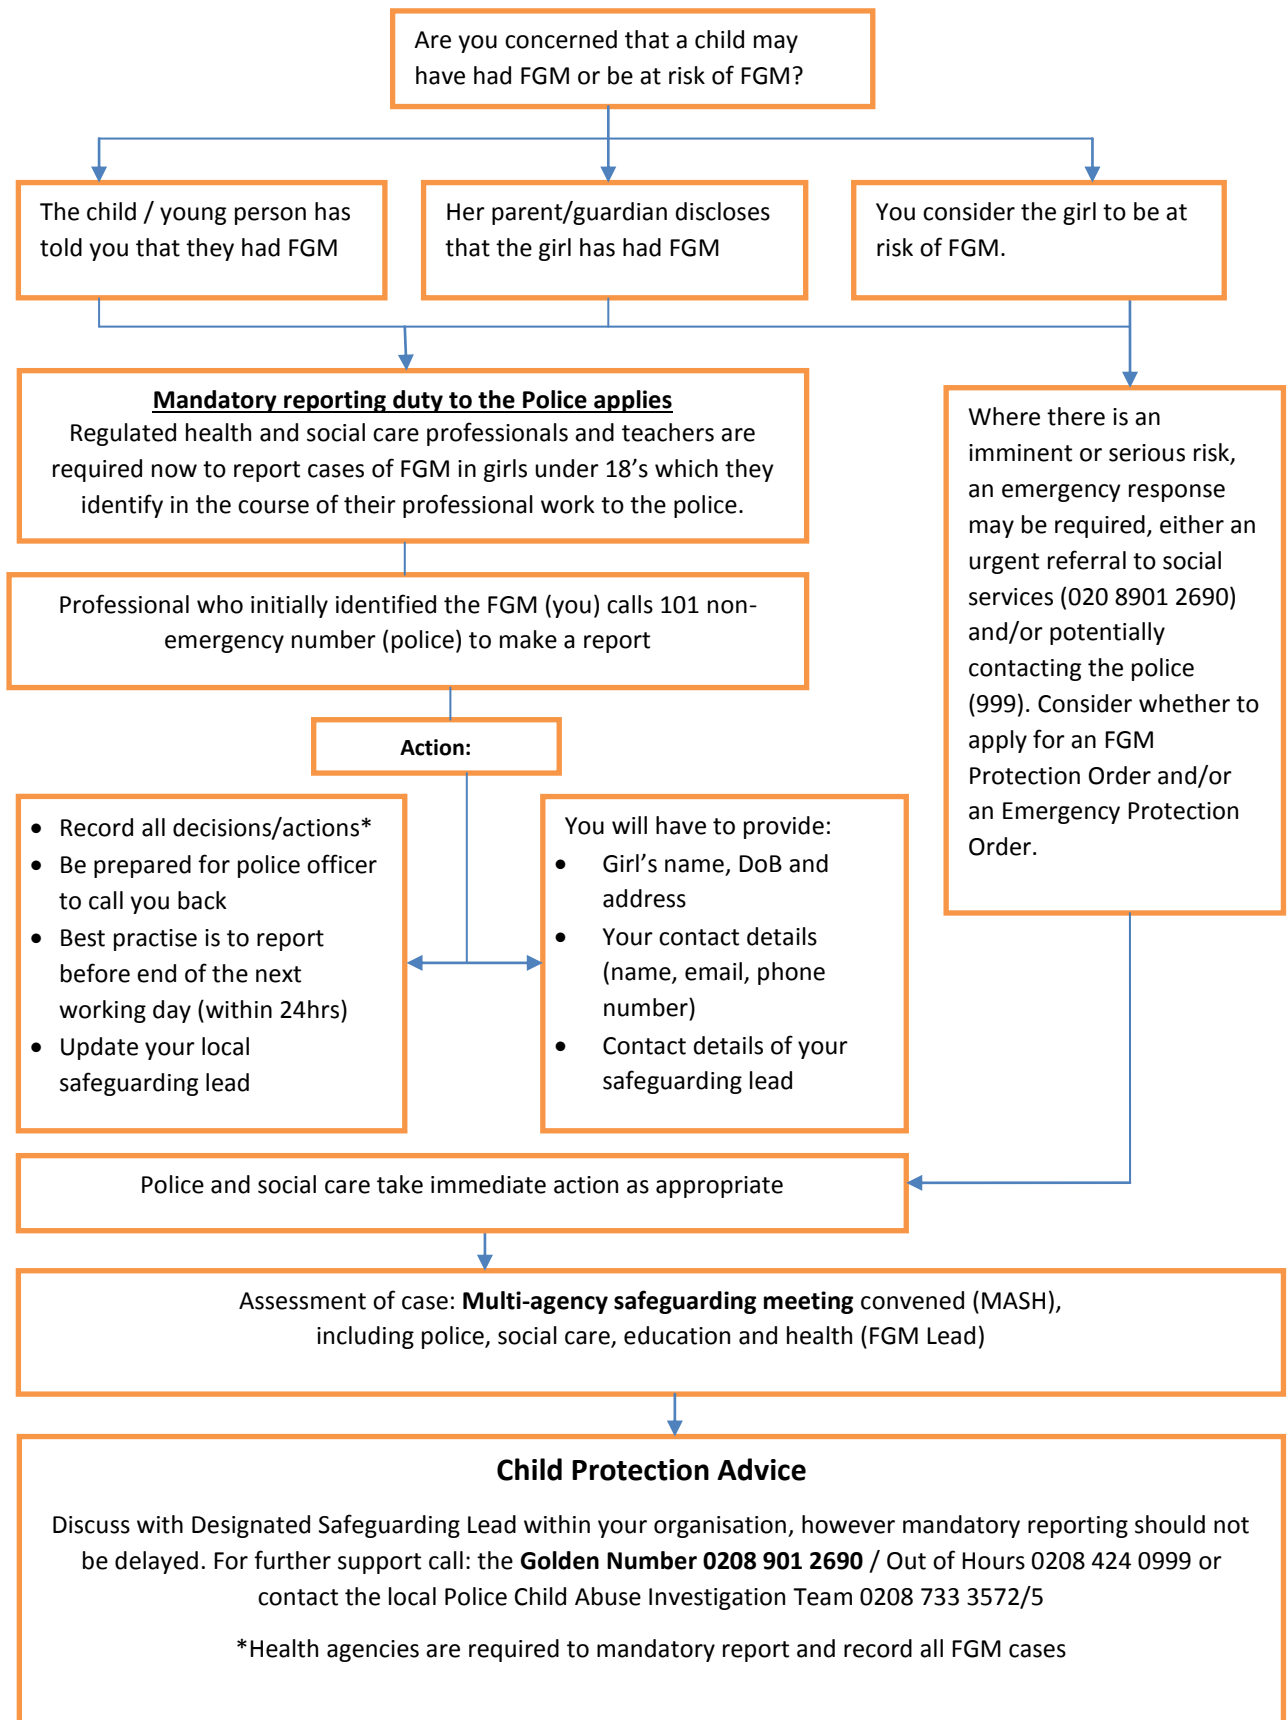 Are you concerned that a child may
have had FGM or be at risk of FGM?
The child / young person has
told you that they had FGM
Her parent/guardian discloses
that the girl has had FGM
You consider the girl to be at
risk of FGM.
Mandatory reporting duty to the Police applies
Regulated health and social care professionals and teachers are
required now to report cases of FGM in girls under 18’s which they
identify in the course of their professional work to the police.
Where there is an
imminent or serious risk,
an emergency response
may be required, either an
urgent referral to social
services (020 8901 2690)
and/or potentially
contacting the police
(999). Consider whether to
apply for an FGM
Protection Order and/or
an Emergency Protection
Order.
Professional who initially identified the FGM (you) calls 101 non-
emergency number (police) to make a report
Action:
• Record all decisions/actions*
• Be prepared for police officer
to call you back
• Best practise is to report
before end of the next
working day (within 24hrs)
• Update your local
safeguarding lead
You will have to provide:
• Girl’s name, DoB and
address
• Your contact details
(name, email, phone
number)
• Contact details of your
safeguarding lead
Police and social care take immediate action as appropriate
Assessment of case: Multi-agency safeguarding meeting convened (MASH),
including police, social care, education and health (FGM Lead)
Child Protection Advice
Discuss with Designated Safeguarding Lead within your organisation, however mandatory reporting should not
be delayed. For further support call: the Golden Number 0208 901 2690 / Out of Hours 0208 424 0999 or
contact the local Police Child Abuse Investigation Team 0208 733 3572/5
*Health agencies are required to mandatory report and record all FGM cases